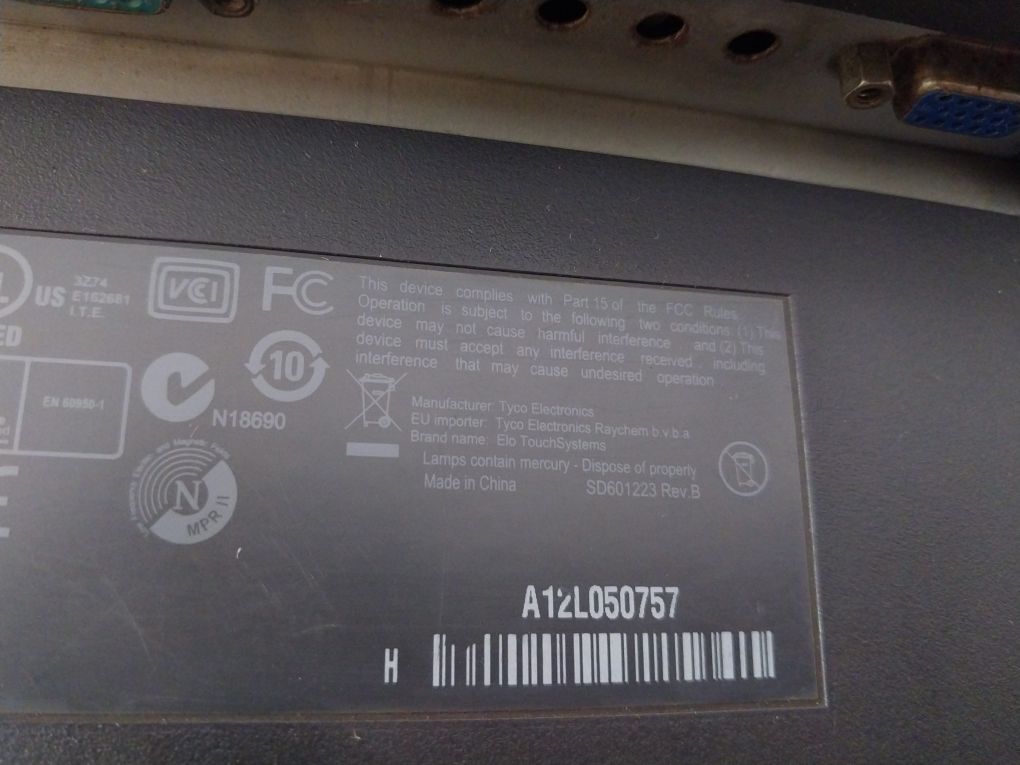 L
US
3Z74
E162681
I.T.E.
ED
VCI
FC
This device complies with Part 15 of the FCC Rules.
Operation is subject to the following two conditions: (1) This
device may not cause harmful interference , and (2) This
device must accept any interference received , including
interference that may cause undesired operation
EN 60950-1
N18690
10
Manufacturer: Tyco Electronics
EU importer: Tyco Electronics Raychem b.v.b.a
Brand name: Elo TouchSystems
Lamps contain mercury - Dispose of properly
Made in China SD601223 Rev.B
N
MPR II
A12L050757
H